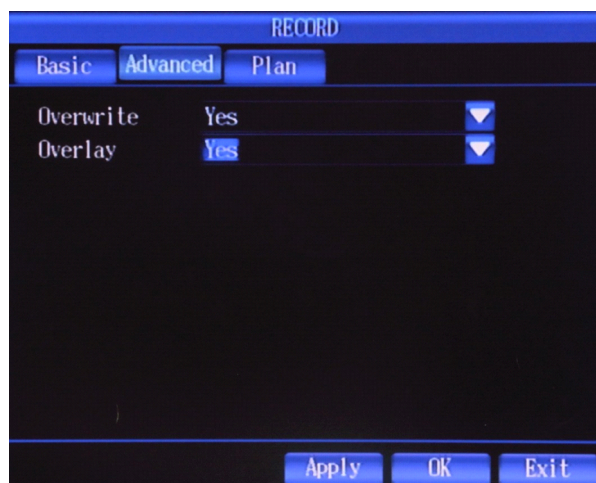 RECORD
Basic Advanced Plan
Overwrite Yes
Overlay Yes
Apply OK Exit